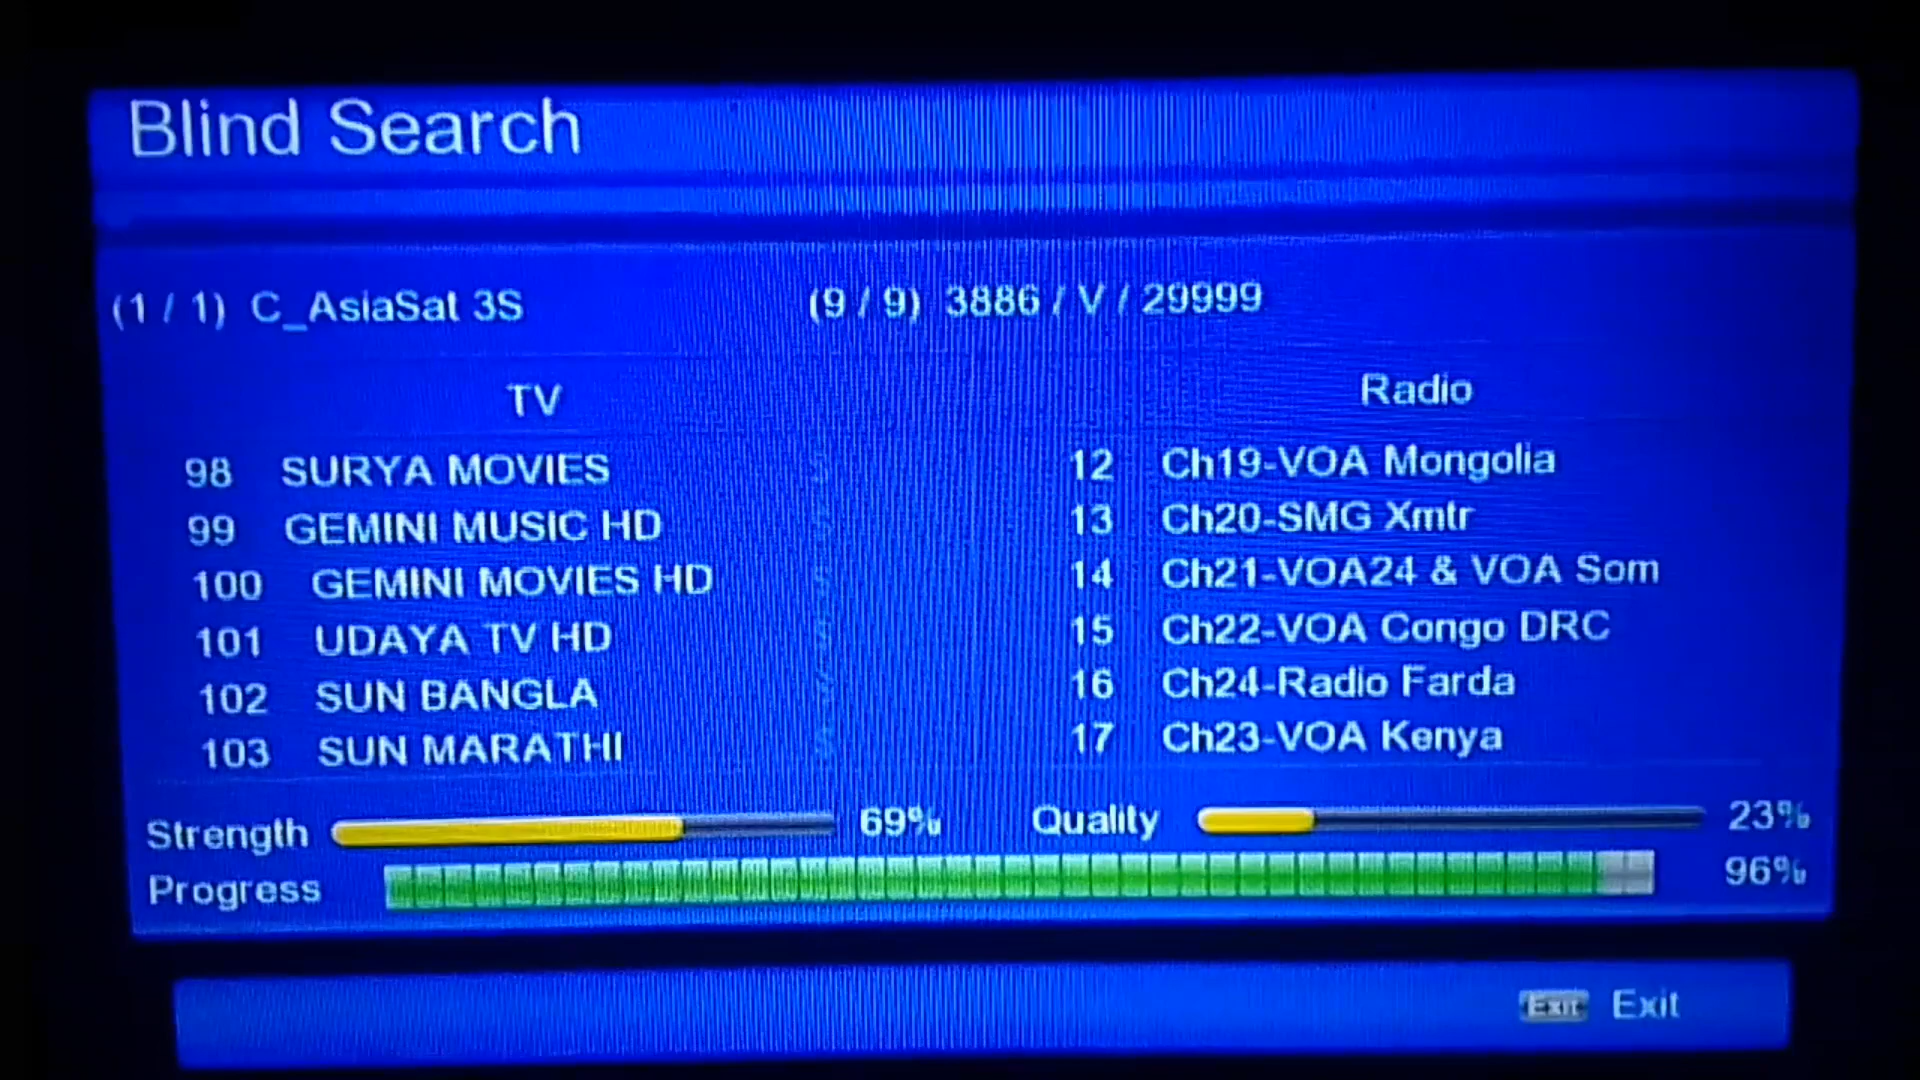 Blind Search
(1 / 1) C_AsiaSat 3S (9 / 9) 3886 / V / 29999
TV Radio
98 SURYA MOVIES 12 Ch19-VOA Mongolia
99 GEMINI MUSIC HD 13 Ch20-SMG Xmtr
100 GEMINI MOVIES HD 14 Ch21-VOA24 & VOA Som
101 UDAYA TV HD 15 Ch22-VOA Congo DRC
102 SUN BANGLA 16 Ch24-Radio Farda
103 SUN MARATHI 17 Ch23-VOA Kenya
Strength 69% Quality 23%
Progress 96%
Exit Exit